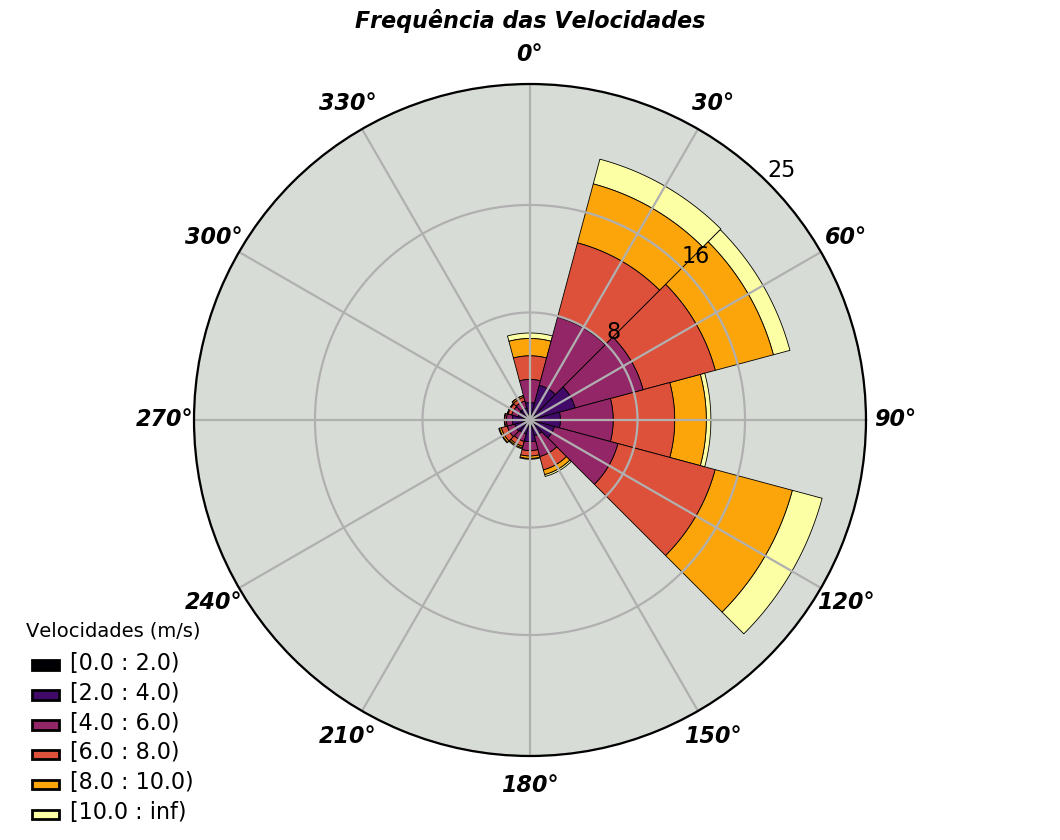 Frequência das Velocidades
0°
330°
30°
25
300°
60°
16
8
270°
90°
240°
120°
210°
150°
180°
Velocidades (m/s)
[0.0 : 2.0)
[2.0 : 4.0)
[4.0 : 6.0)
[6.0 : 8.0)
[8.0 : 10.0)
[10.0 : inf)